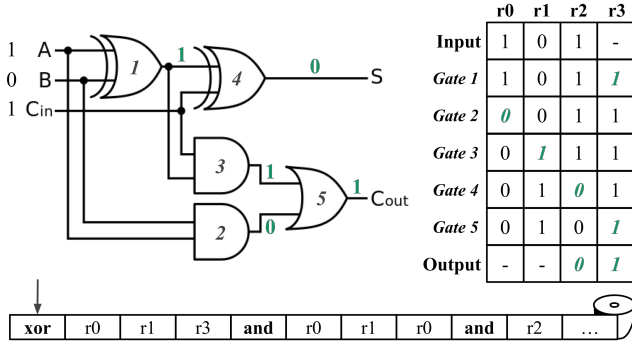 r0 r1 r2 r3
Input 1 0 1 -
Gate 1 1 0 1 1
Gate 2 0 0 1 1
Gate 3 0 1 1 1
Gate 4 0 1 0 1
Gate 5 0 1 0 1
Output - - 0 1
1 A 1 1 4 0 S
0 B
1 Cin
3 1
5 1 Cout
2 0
xor r0 r1 r3 and r0 r1 r0 and r2 ...